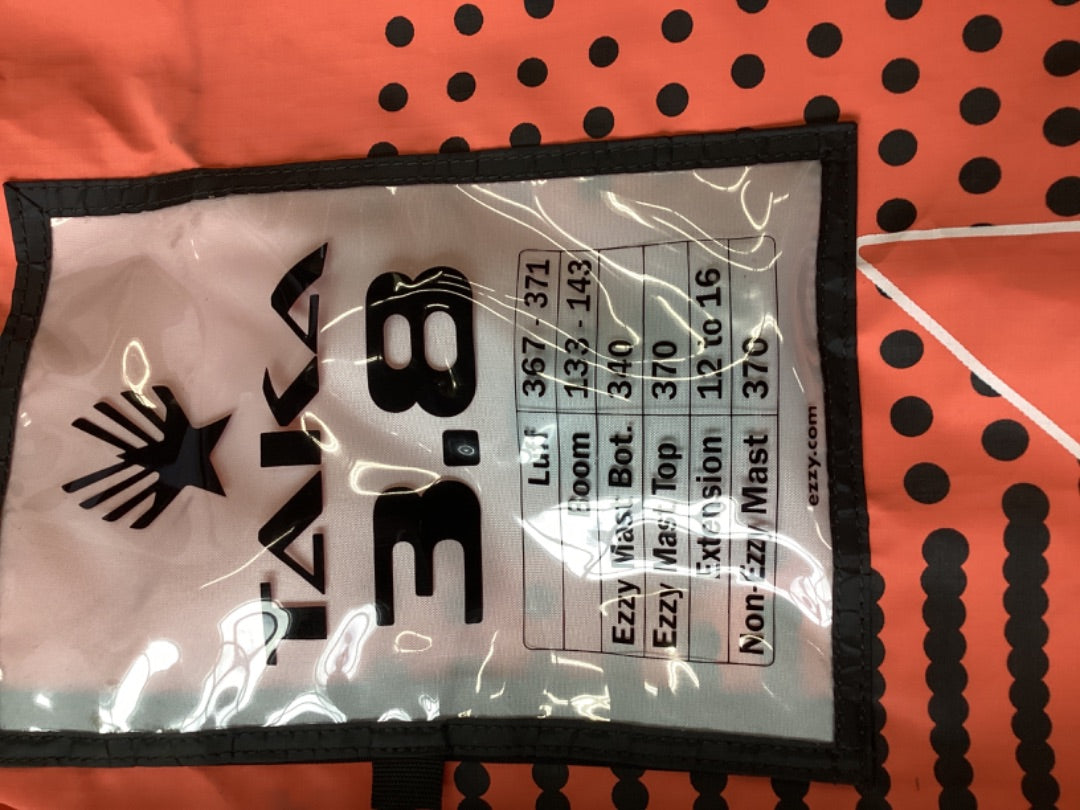 TAKA
3.8
Luff 367 - 371
Boom 133 - 143
Ezzy Mast Bot. 340
Ezzy Mast Top 370
Extension 12 to 16
Non-Ezzy Mast 370
ezzy.com